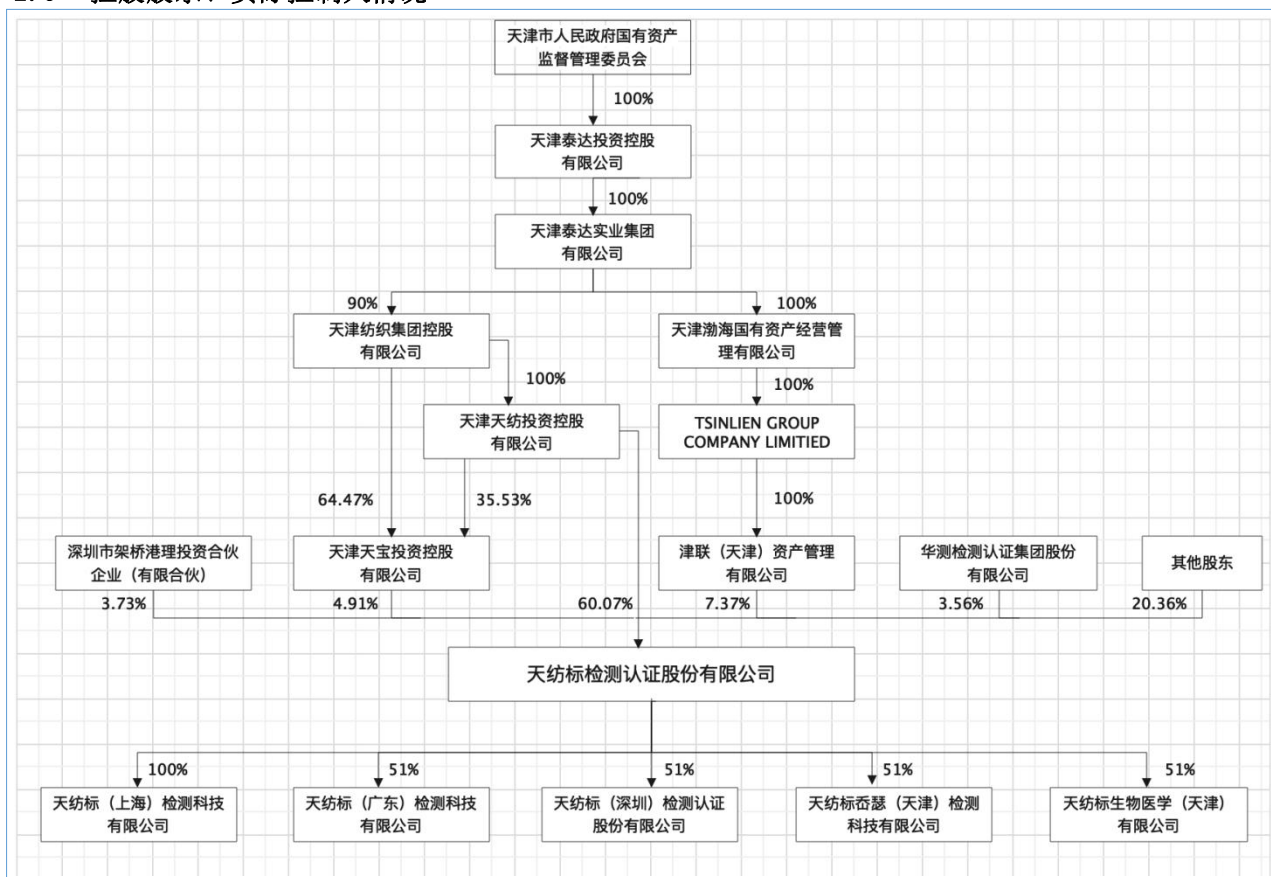 天津市人民政府国有资产
监督管理委员会
100%
天津泰达投资控股
有限公司
100%
天津泰达实业集团
有限公司
90%
100%
天津纺织集团控股
有限公司
天津渤海国有资产经营管
理有限公司
100%
100%
天津天纺投资控股
有限公司
TSINLIEN GROUP
COMPANY LIMITIED
64.47%
35.53%
100%
深圳市架桥港理投资合伙
企业（有限合伙）
天津天宝投资控股
有限公司
津联（天津）资产管理
有限公司
华测检测认证集团股份
有限公司
其他股东
3.73%
4.91%
60.07%
7.37%
3.56%
20.36%
天纺标检测认证股份有限公司
100%
51%
51%
51%
51%
天纺标（上海）检测科技
有限公司
天纺标（广东）检测科技
有限公司
天纺标（深圳）检测认证
股份有限公司
天纺标岙瑟（天津）检测
科技有限公司
天纺标生物医学（天津）
有限公司